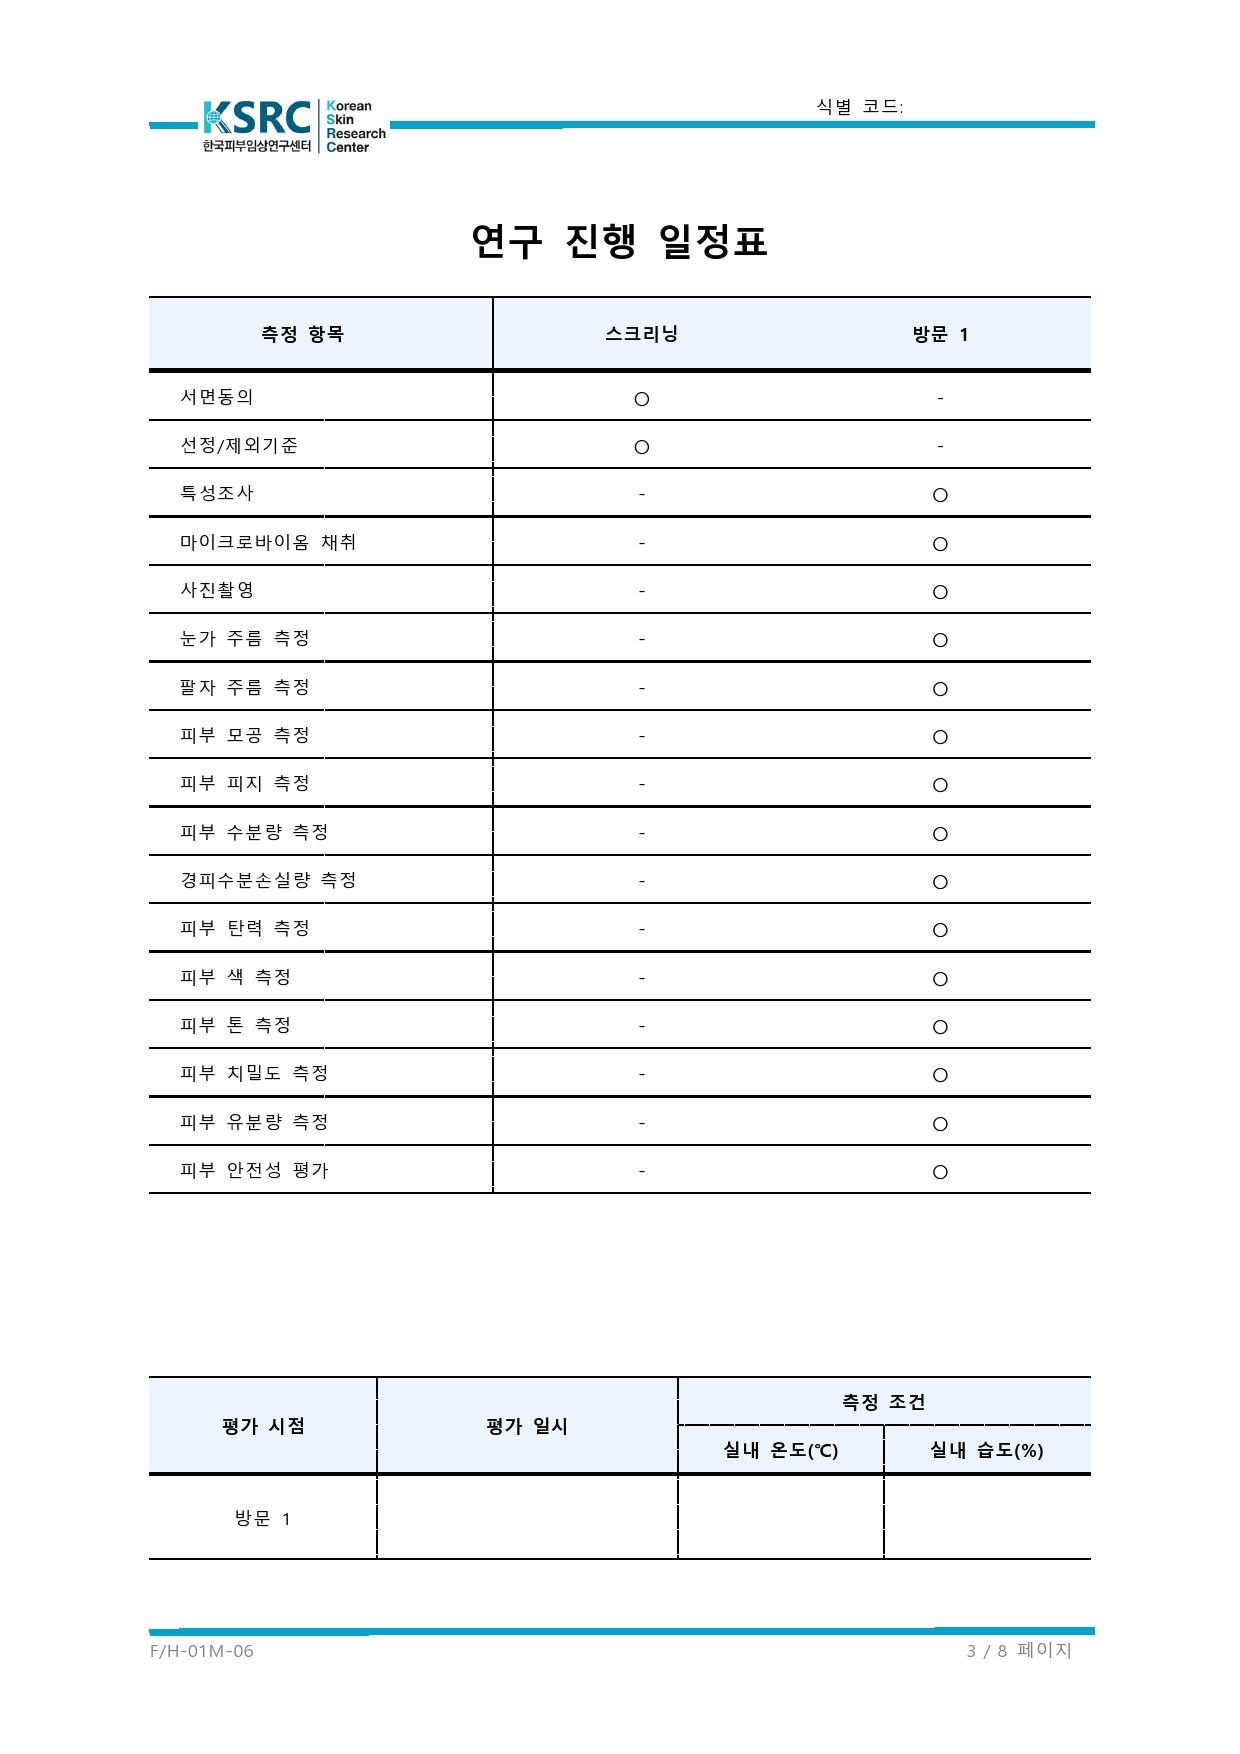 식별 코드:
KSRC
한국피부임상연구센터
Korean
Skin
Research
Center
연구 진행 일정표
측정 항목 스크리닝 방문 1
서면동의 ○ -
선정/제외기준 ○ -
특성조사 - ○
마이크로바이옴 채취 - ○
사진촬영 - ○
눈가 주름 측정 - ○
팔자 주름 측정 - ○
피부 모공 측정 - ○
피부 피지 측정 - ○
피부 수분량 측정 - ○
경피수분손실량 측정 - ○
피부 탄력 측정 - ○
피부 색 측정 - ○
피부 톤 측정 - ○
피부 치밀도 측정 - ○
피부 유분량 측정 - ○
피부 안전성 평가 - ○
평가 시점 평가 일시 측정 조건
실내 온도(℃) 실내 습도(%)
방문 1
F/H-01M-06 3 / 8 페이지